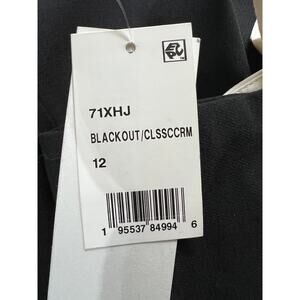 71XHJ
BLACKOUT/CLSSCCRM
12
1 95537 84994 6